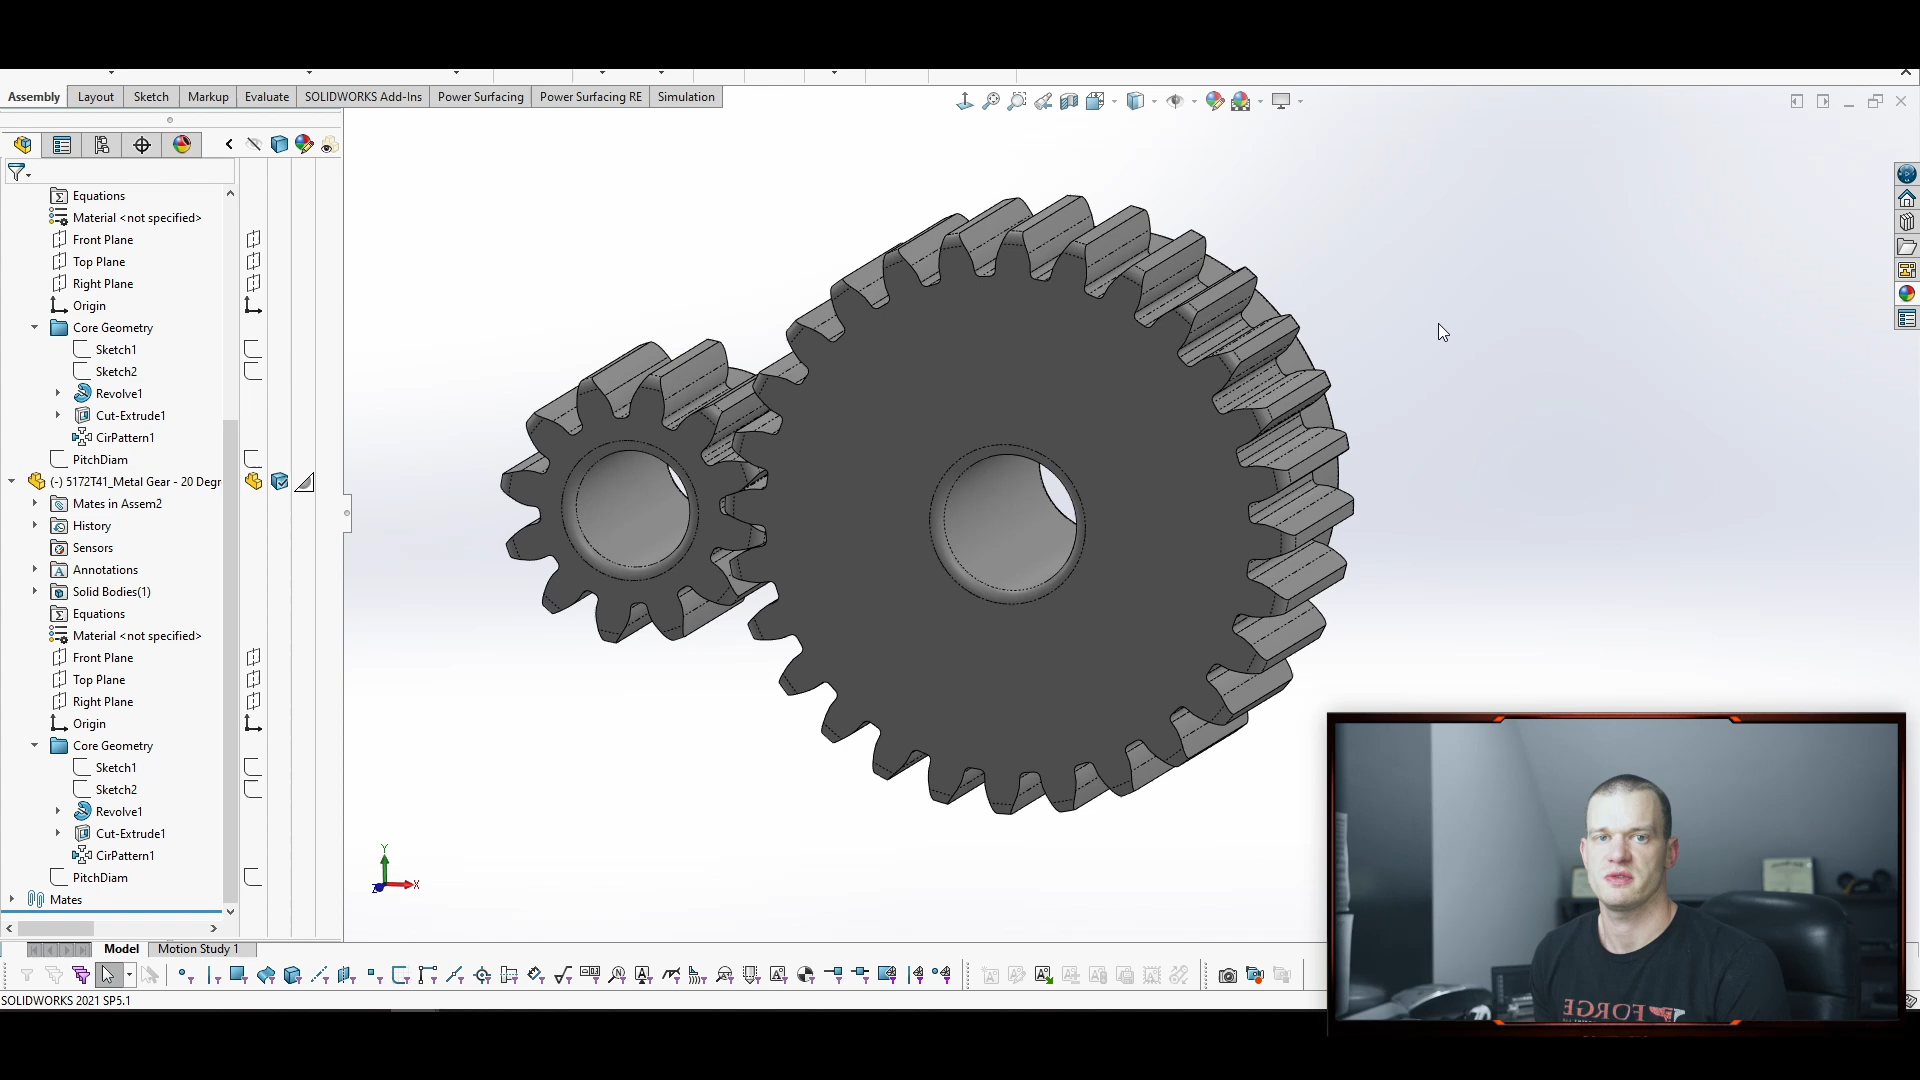 Assembly Layout Sketch Markup Evaluate SOLIDWORKS Add-Ins Power Surfacing Power Surfacing RE Simulation
Equations
Material <not specified>
Front Plane
Top Plane
Right Plane
Origin
Core Geometry
Sketch1
Sketch2
Revolve1
Cut-Extrude1
CirPattern1
PitchDiam
(-) 5172T41_Metal Gear - 20 Degr
Mates in Assem2
History
Sensors
Annotations
Solid Bodies(1)
Equations
Material <not specified>
Front Plane
Top Plane
Right Plane
Origin
Core Geometry
Sketch1
Sketch2
Revolve1
Cut-Extrude1
CirPattern1
PitchDiam
Mates
Y
X
Z
Model Motion Study 1
SOLIDWORKS 2021 SP5.1
FORGE